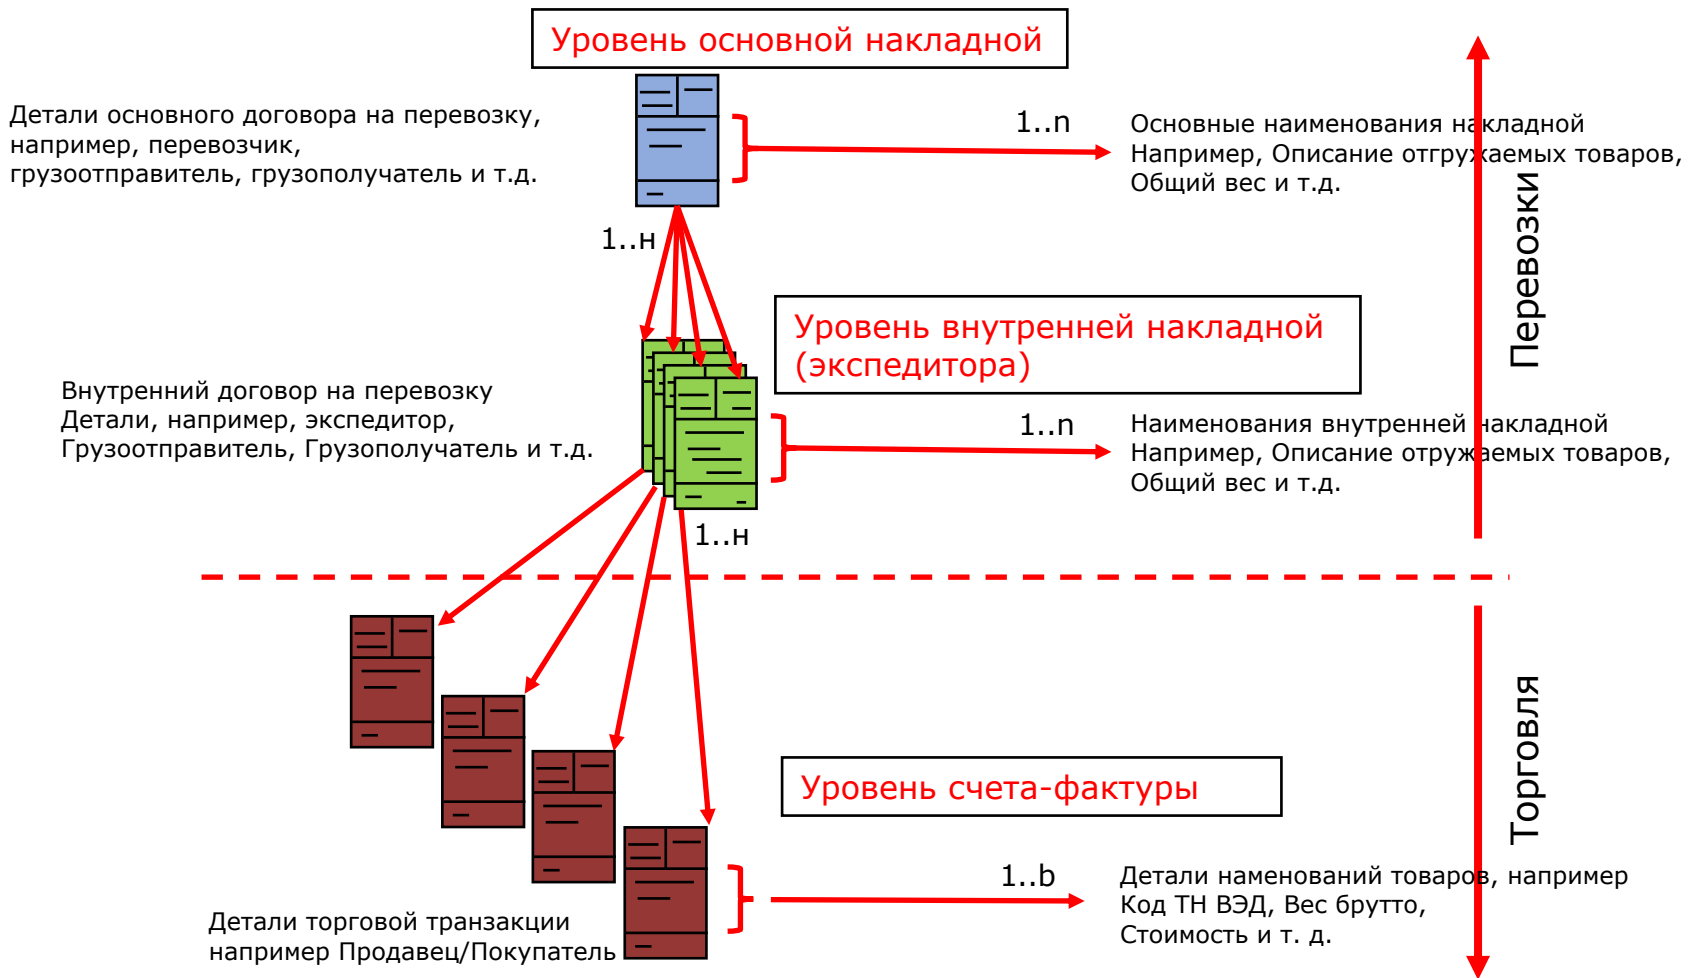 Уровень основной накладной
Детали основного договора на перевозку,
например, перевозчик,
грузоотправитель, грузополучатель и т.д.
1..n
Основные наименования накладной
Например, Описание отгружаемых товаров,
Общий вес и т.д.
1..н
Перевозки
Уровень внутренней накладной
(экспедитора)
Внутренний договор на перевозку
Детали, например, экспедитор,
Грузоотправитель, Грузополучатель и т.д.
1..n
Наименования внутренней накладной
Например, Описание отружаемых товаров,
Общий вес и т.д.
1..н
Торговля
Уровень счета-фактуры
1..b
Детали наменований товаров, например
Код ТН ВЭД, Вес брутто,
Стоимость и т. д.
Детали торговой транзакции
например Продавец/Покупатель